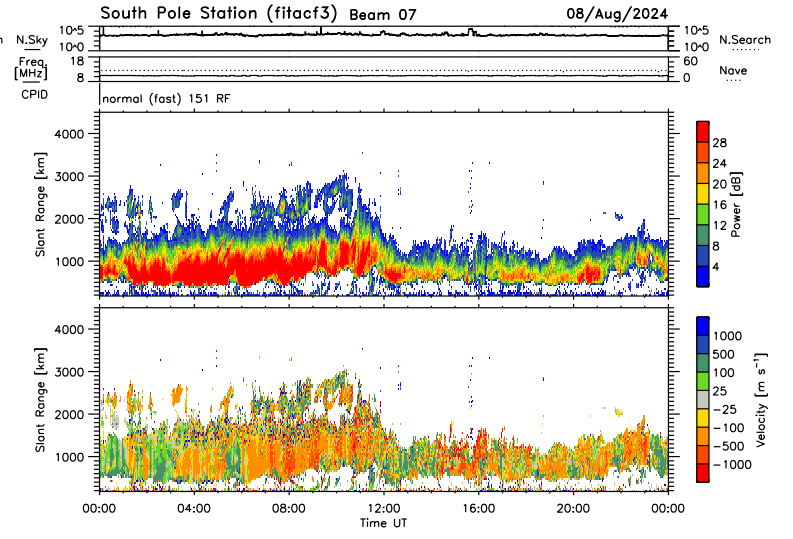 South Pole Station (fitacf3) Beam 07 08/Aug/2024
N.Sky 10^5 10^0 10^5 10^0 N.Search
Freq. [MHz] 18 8 60 0 Nave
CPID normal (fast) 151 RF
Slant Range [km]
4000
3000
2000
1000
28
24
20
16
12
8
4
Power [dB]
Slant Range [km]
4000
3000
2000
1000
1000
500
100
25
-25
-100
-500
-1000
Velocity [m s⁻¹]
00:00 04:00 08:00 12:00 16:00 20:00 00:00
Time UT